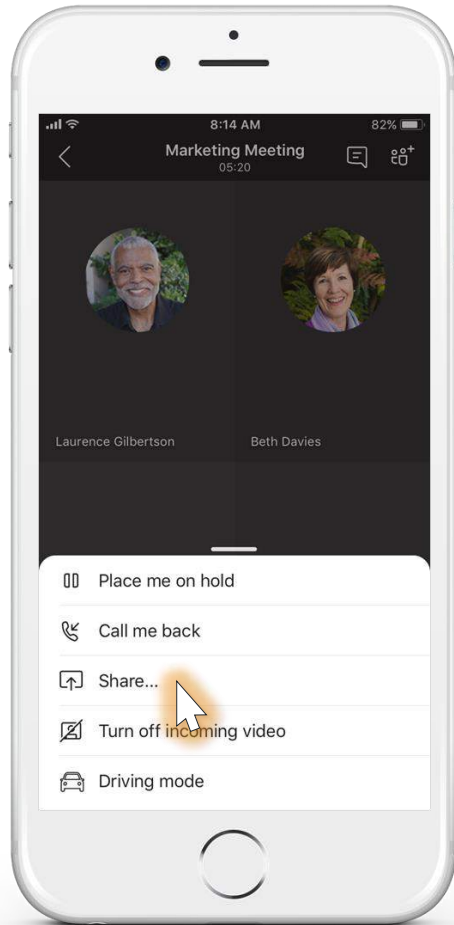 8:14 AM
82%
Marketing Meeting
05:20
Laurence Gilbertson
Beth Davies
Place me on hold
Call me back
Share...
Turn off incoming video
Driving mode